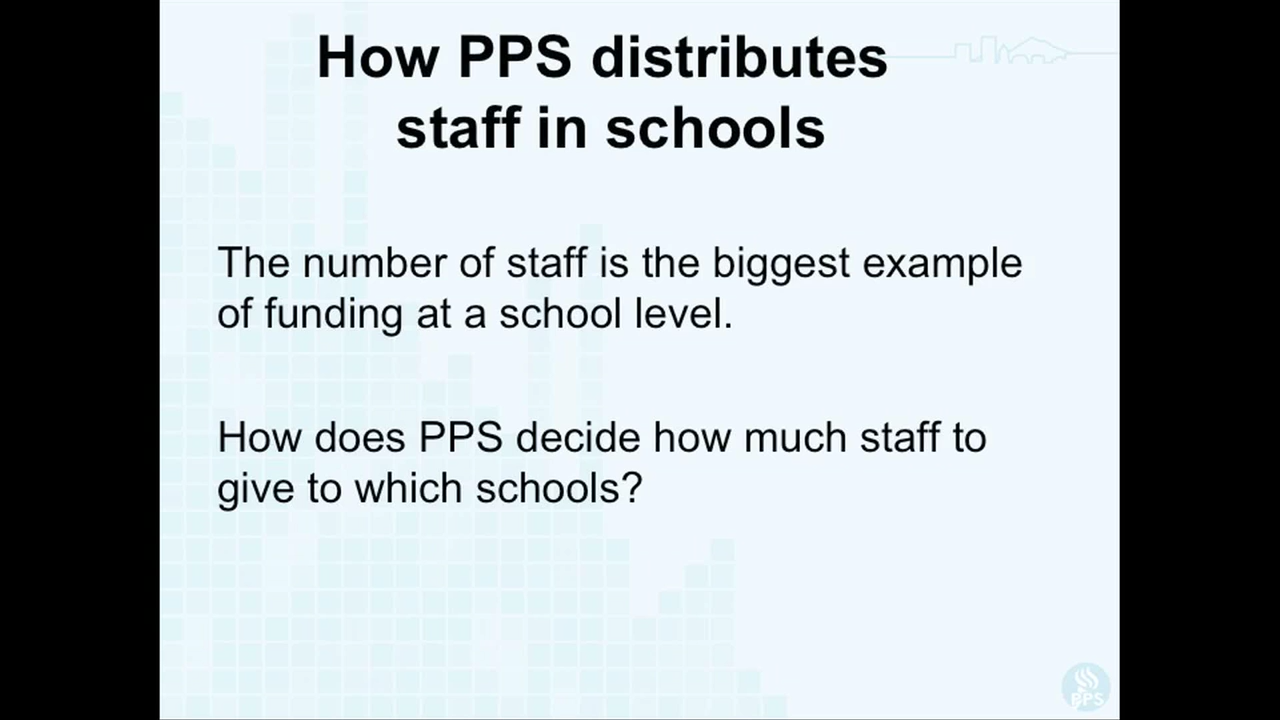 How PPS distributes
staff in schools
The number of staff is the biggest example
of funding at a school level.
How does PPS decide how much staff to
give to which schools?
PPS